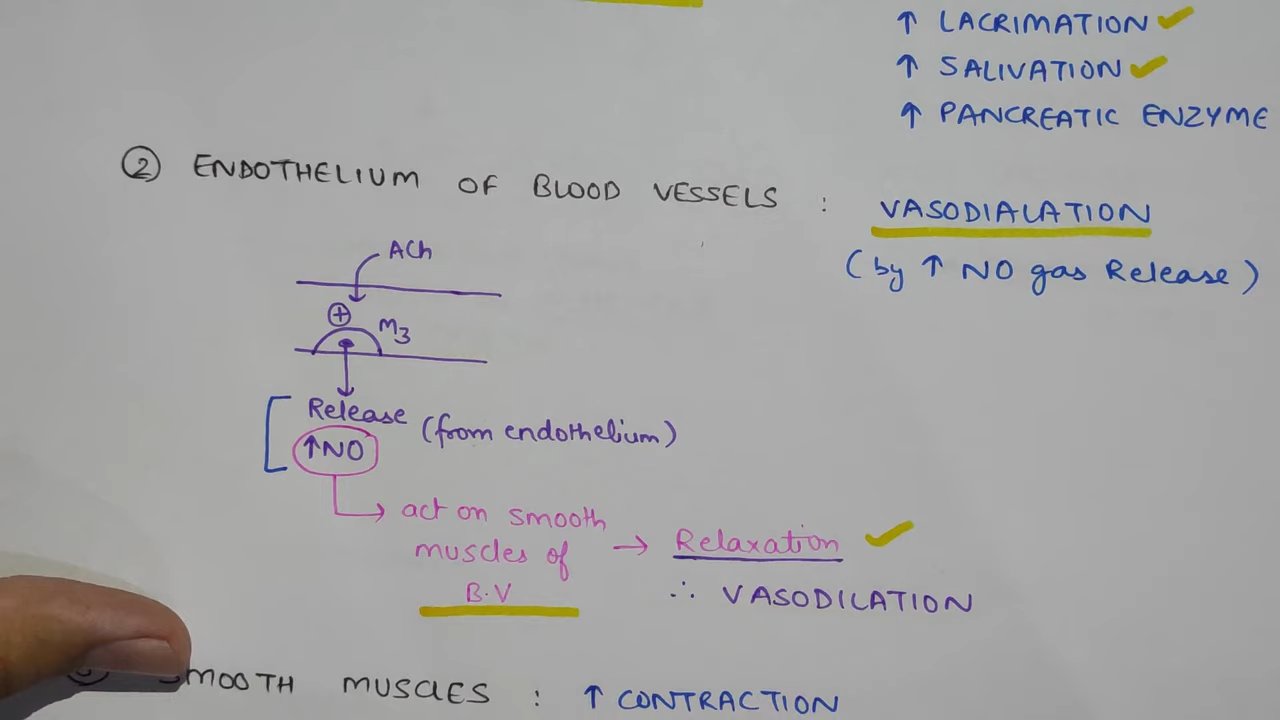 ↑ LACRIMATION ✓
↑ SALIVATION ✓
↑ PANCREATIC ENZYME
② ENDOTHELIUM OF BLOOD VESSELS : VASODIALATION
(by ↑ NO gas Release)
ACh
⊕ M3
Release (from endothelium)
↑NO
act on smooth
muscles of → Relaxation ✓
B.V ∴ VASODILATION
SMOOTH MUSCLES : ↑ CONTRACTION